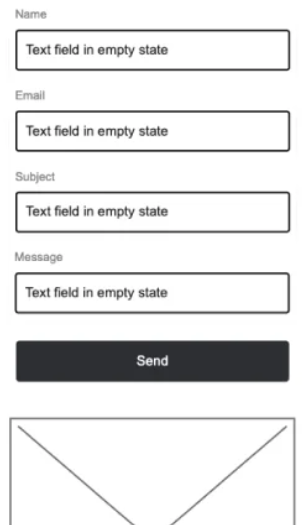 Name
Text field in empty state
Email
Text field in empty state
Subject
Text field in empty state
Message
Text field in empty state
Send